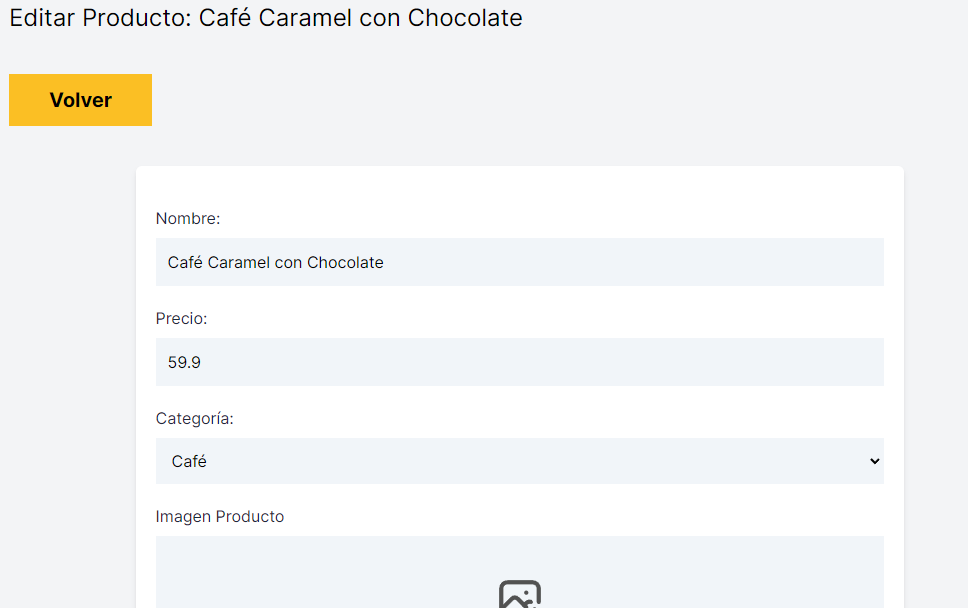 Editar Producto: Café Caramel con Chocolate
Volver
Nombre:
Café Caramel con Chocolate
Precio:
59.9
Categoría:
Café
Imagen Producto